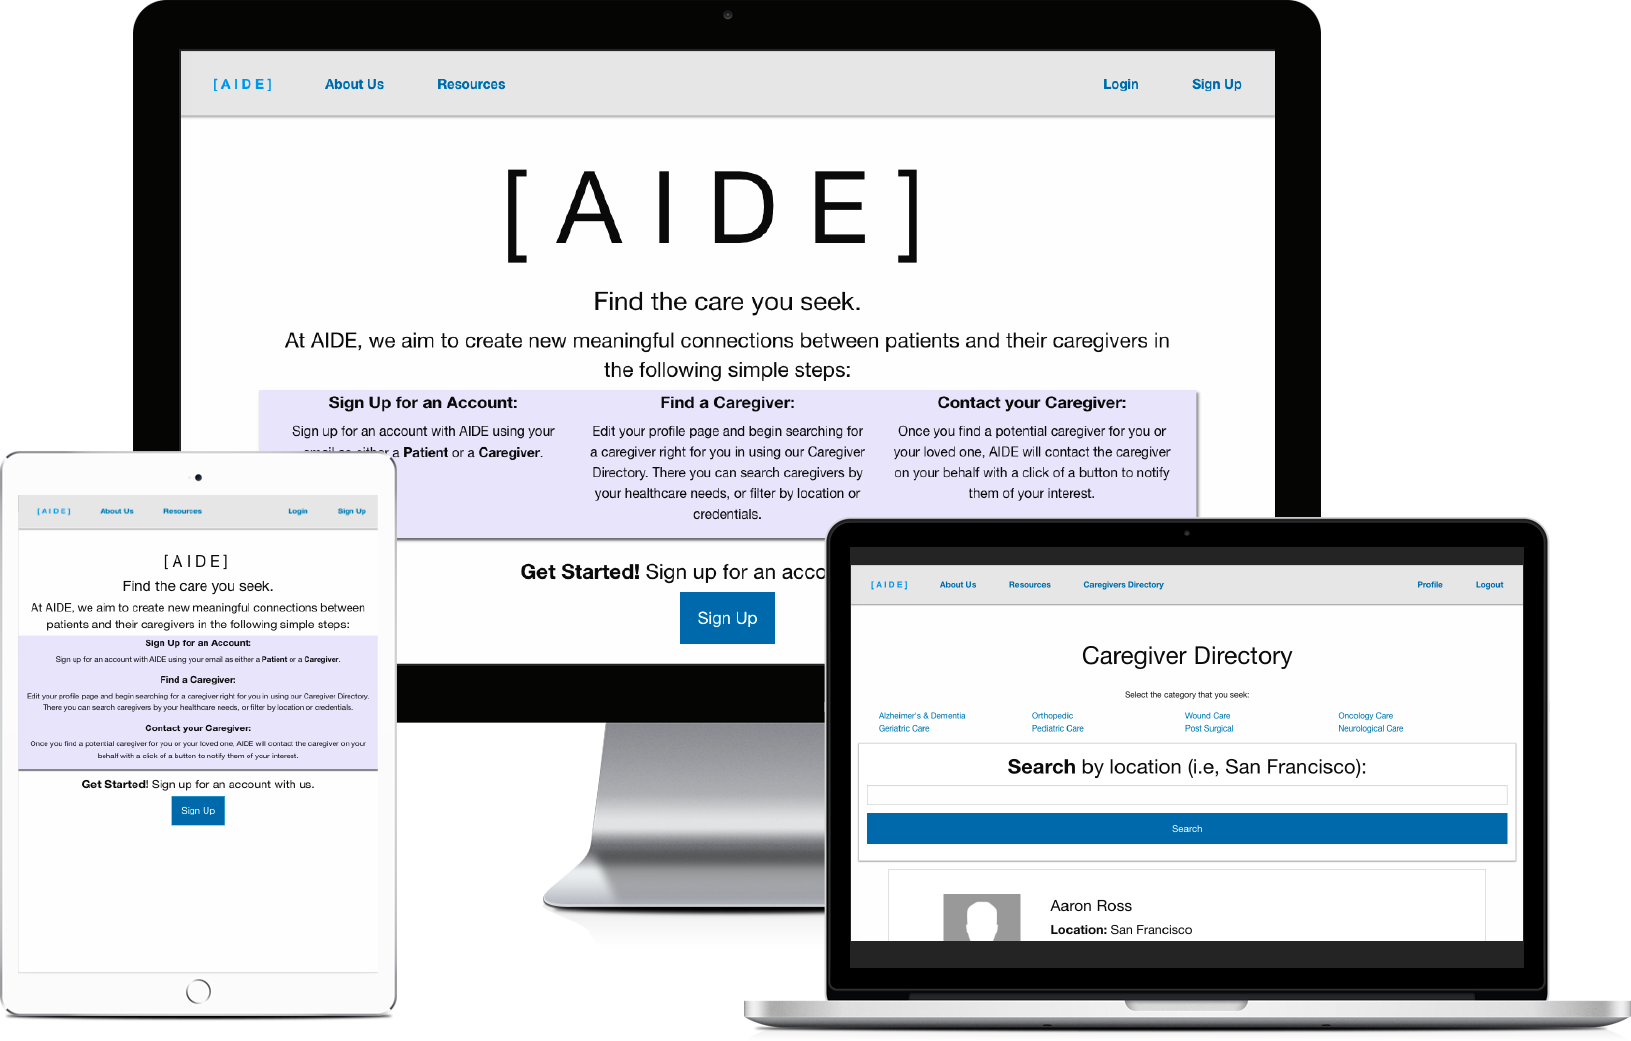 [AIDE] About Us Resources Login Sign Up
[AIDE]
Find the care you seek.
At AIDE, we aim to create new meaningful connections between patients and their caregivers in
the following simple steps:
Sign Up for an Account:
Sign up for an account with AIDE using your
a Patient or a Caregiver.
Find a Caregiver:
Edit your profile page and begin searching for
a caregiver right for you in using our Caregiver
Directory. There you can search caregivers by
your healthcare needs, or filter by location or
credentials.
Contact your Caregiver:
Once you find a potential caregiver for you or
your loved one, AIDE will contact the caregiver
on your behalf with a click of a button to notify
them of your interest.
Get Started! Sign up for an acco
Sign Up
[AIDE] About Us Resources Login Sign Up
[AIDE]
Find the care you seek.
At AIDE, we aim to create new meaningful connections between
patients and their caregivers in the following simple steps:
Sign Up for an Account:
Sign up for an account with AIDE using your email as either a Patient or a Caregiver.
Find a Caregiver:
Edit your profile page and begin searching for a caregiver right for you in using our Caregiver Directory.
There you can search caregivers by your healthcare needs, or filter by location or credentials.
Contact your Caregiver:
Once you find a potential caregiver for you or your loved one, AIDE will contact the caregiver on your
behalf with a click of a button to notify them of your interest.
Get Started! Sign up for an account with us.
Sign Up
[AIDE] About Us Resources Caregivers Directory Profile Logout
Caregiver Directory
Select the category that you seek:
Alzheimer's & Dementia Orthopedic Wound Care Oncology Care
Geriatric Care Pediatric Care Post Surgical Neurological Care
Search by location (i.e, San Francisco):
Search
Aaron Ross
Location: San Francisco